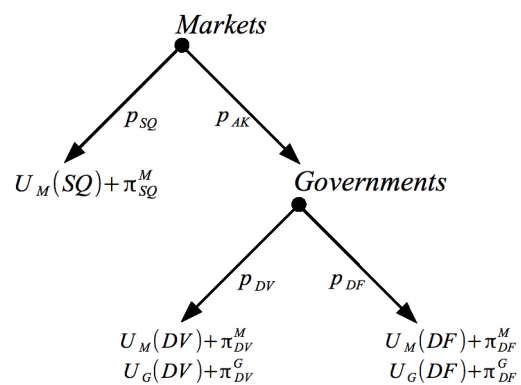 Markets
p_SQ p_AK
U_M(SQ)+π^M_SQ
Governments
p_DV p_DF
U_M(DV)+π^M_DV U_M(DF)+π^M_DF
U_G(DV)+π^G_DV U_G(DF)+π^G_DF